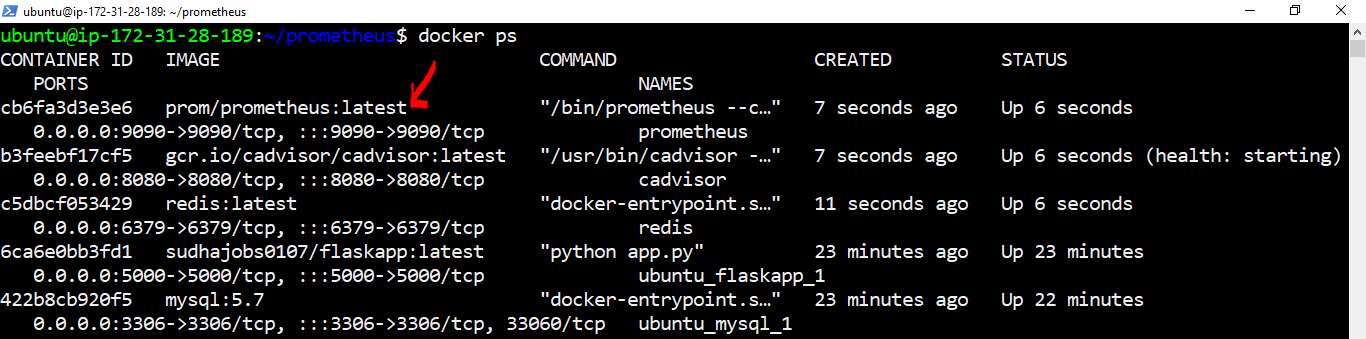 ubuntu@ip-172-31-28-189: ~/prometheus
ubuntu@ip-172-31-28-189:~/prometheus$ docker ps
CONTAINER ID   IMAGE                             COMMAND                  CREATED          STATUS
   PORTS                                                  NAMES
cb6fa3d3e3e6   prom/prometheus:latest            "/bin/prometheus --c…"   7 seconds ago    Up 6 seconds
   0.0.0.0:9090->9090/tcp, :::9090->9090/tcp              prometheus
b3feebf17cf5   gcr.io/cadvisor/cadvisor:latest   "/usr/bin/cadvisor -…"   7 seconds ago    Up 6 seconds (health: starting)
   0.0.0.0:8080->8080/tcp, :::8080->8080/tcp              cadvisor
c5dbcf053429   redis:latest                      "docker-entrypoint.s…"   11 seconds ago   Up 6 seconds
   0.0.0.0:6379->6379/tcp, :::6379->6379/tcp              redis
6ca6e0bb3fd1   sudhajobs0107/flaskapp:latest     "python app.py"          23 minutes ago   Up 23 minutes
   0.0.0.0:5000->5000/tcp, :::5000->5000/tcp              ubuntu_flaskapp_1
422b8cb920f5   mysql:5.7                         "docker-entrypoint.s…"   23 minutes ago   Up 22 minutes
   0.0.0.0:3306->3306/tcp, :::3306->3306/tcp, 33060/tcp   ubuntu_mysql_1